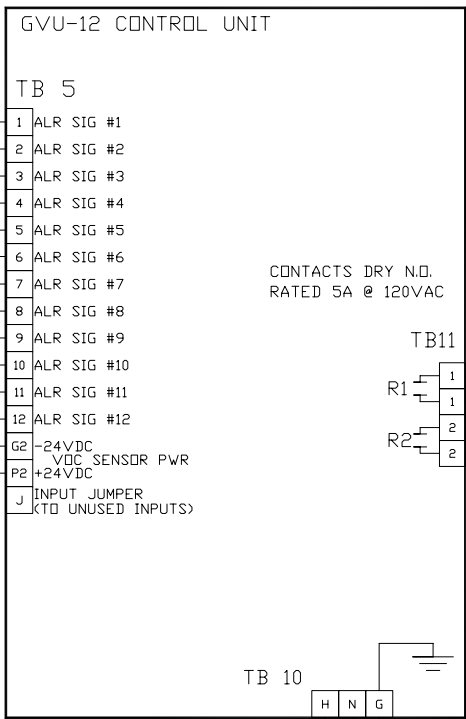 GVU-12 CONTROL UNIT
TB 5
1 ALR SIG #1
2 ALR SIG #2
3 ALR SIG #3
4 ALR SIG #4
5 ALR SIG #5
6 ALR SIG #6
7 ALR SIG #7
8 ALR SIG #8
9 ALR SIG #9
10 ALR SIG #10
11 ALR SIG #11
12 ALR SIG #12
G2 -24VDC
VOC SENSOR PWR
P2 +24VDC
J INPUT JUMPER
(TO UNUSED INPUTS)
CONTACTS DRY N.O.
RATED 5A @ 120VAC
TB11
R1 1
1
R2 2
2
TB 10
H N G